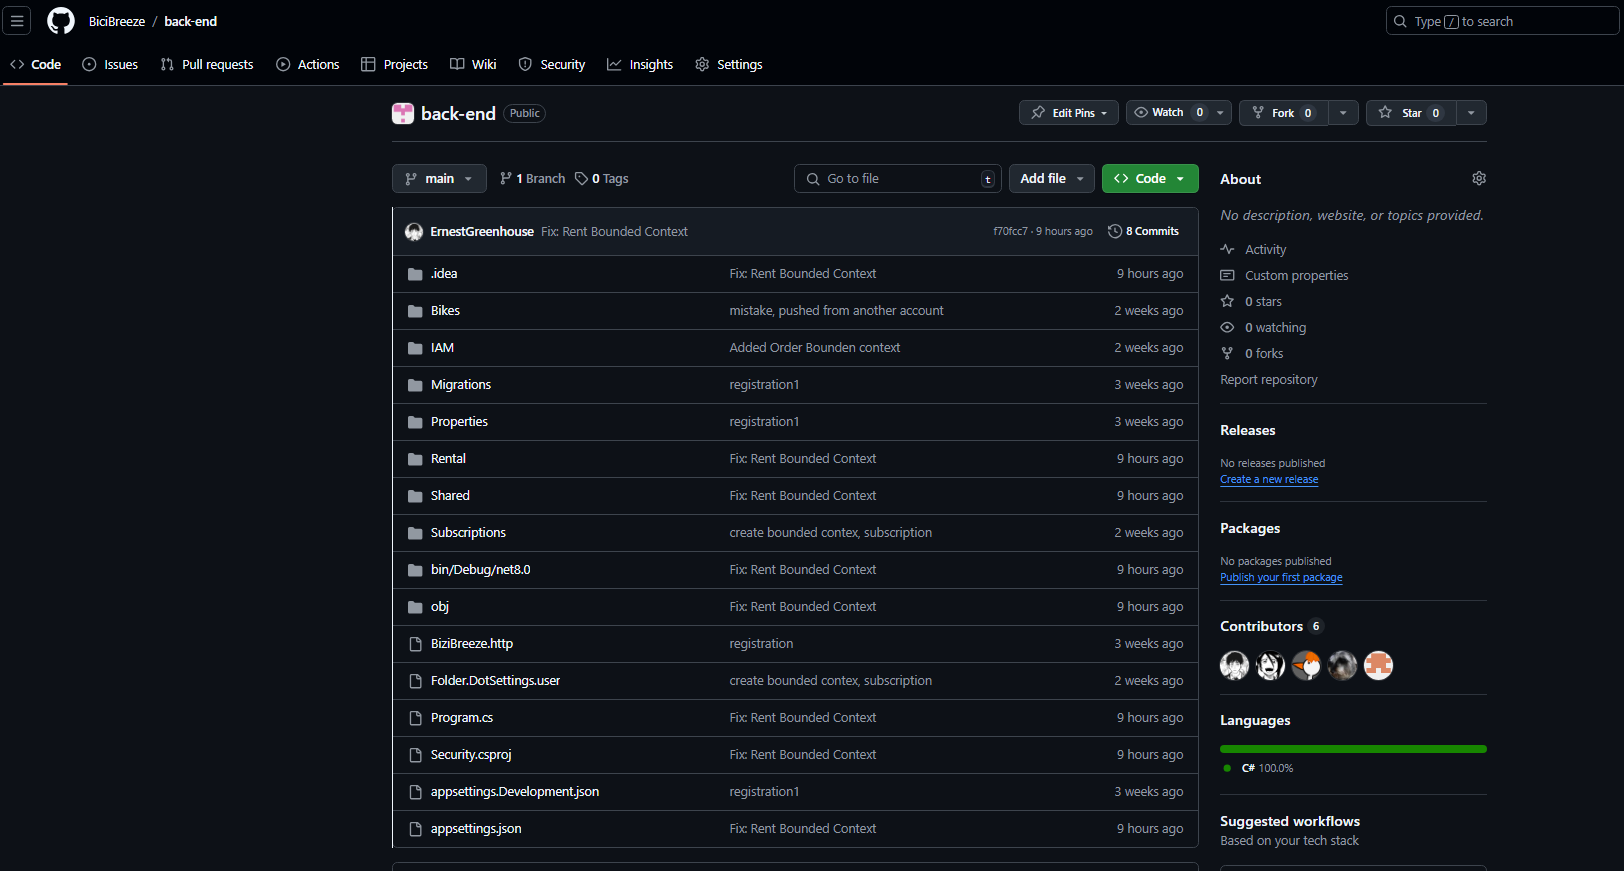 BiciBreeze / back-end
Type / to search
Code Issues Pull requests Actions Projects Wiki Security Insights Settings
back-end Public
Edit Pins Watch 0 Fork 0 Star 0
main 1 Branch 0 Tags Go to file t Add file Code
ErnestGreenhouse Fix: Rent Bounded Context f70fcc7 · 9 hours ago 8 Commits
.idea Fix: Rent Bounded Context 9 hours ago
Bikes mistake, pushed from another account 2 weeks ago
IAM Added Order Bounden context 2 weeks ago
Migrations registration1 3 weeks ago
Properties registration1 3 weeks ago
Rental Fix: Rent Bounded Context 9 hours ago
Shared Fix: Rent Bounded Context 9 hours ago
Subscriptions create bounded contex, subscription 2 weeks ago
bin/Debug/net8.0 Fix: Rent Bounded Context 9 hours ago
obj Fix: Rent Bounded Context 9 hours ago
BiziBreeze.http registration 3 weeks ago
Folder.DotSettings.user create bounded contex, subscription 2 weeks ago
Program.cs Fix: Rent Bounded Context 9 hours ago
Security.csproj Fix: Rent Bounded Context 9 hours ago
appsettings.Development.json registration1 3 weeks ago
appsettings.json Fix: Rent Bounded Context 9 hours ago
About
No description, website, or topics provided.
Activity
Custom properties
0 stars
0 watching
0 forks
Report repository
Releases
No releases published
Create a new release
Packages
No packages published
Publish your first package
Contributors 6
Languages
C# 100.0%
Suggested workflows
Based on your tech stack